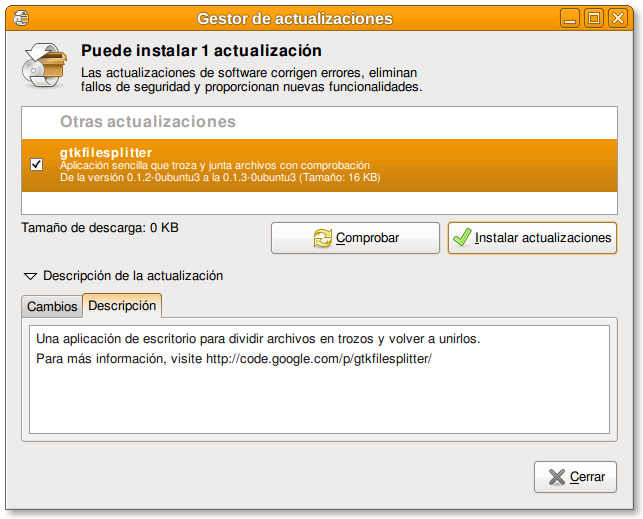 Gestor de actualizaciones
Puede instalar 1 actualización
Las actualizaciones de software corrigen errores, eliminan
fallos de seguridad y proporcionan nuevas funcionalidades.
Otras actualizaciones
gtkfilesplitter
Aplicación sencilla que troza y junta archivos con comprobación
De la versión 0.1.2-0ubuntu3 a la 0.1.3-0ubuntu3 (Tamaño: 16 KB)
Tamaño de descarga: 0 KB
Comprobar
Instalar actualizaciones
Descripción de la actualización
Cambios
Descripción
Una aplicación de escritorio para dividir archivos en trozos y volver a unirlos.
Para más información, visite http://code.google.com/p/gtkfilesplitter/
Cerrar